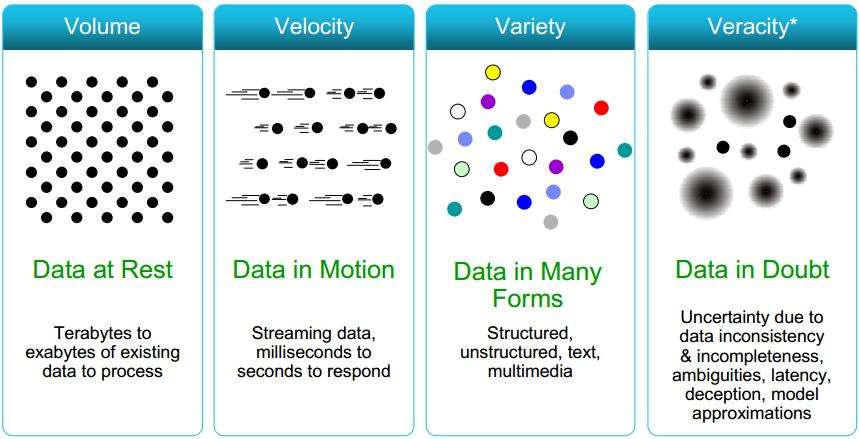 Volume
Data at Rest
Terabytes to
exabytes of existing
data to process
Velocity
Data in Motion
Streaming data,
milliseconds to
seconds to respond
Variety
Data in Many
Forms
Structured,
unstructured, text,
multimedia
Veracity*
Data in Doubt
Uncertainty due to
data inconsistency
& incompleteness,
ambiguities, latency,
deception, model
approximations